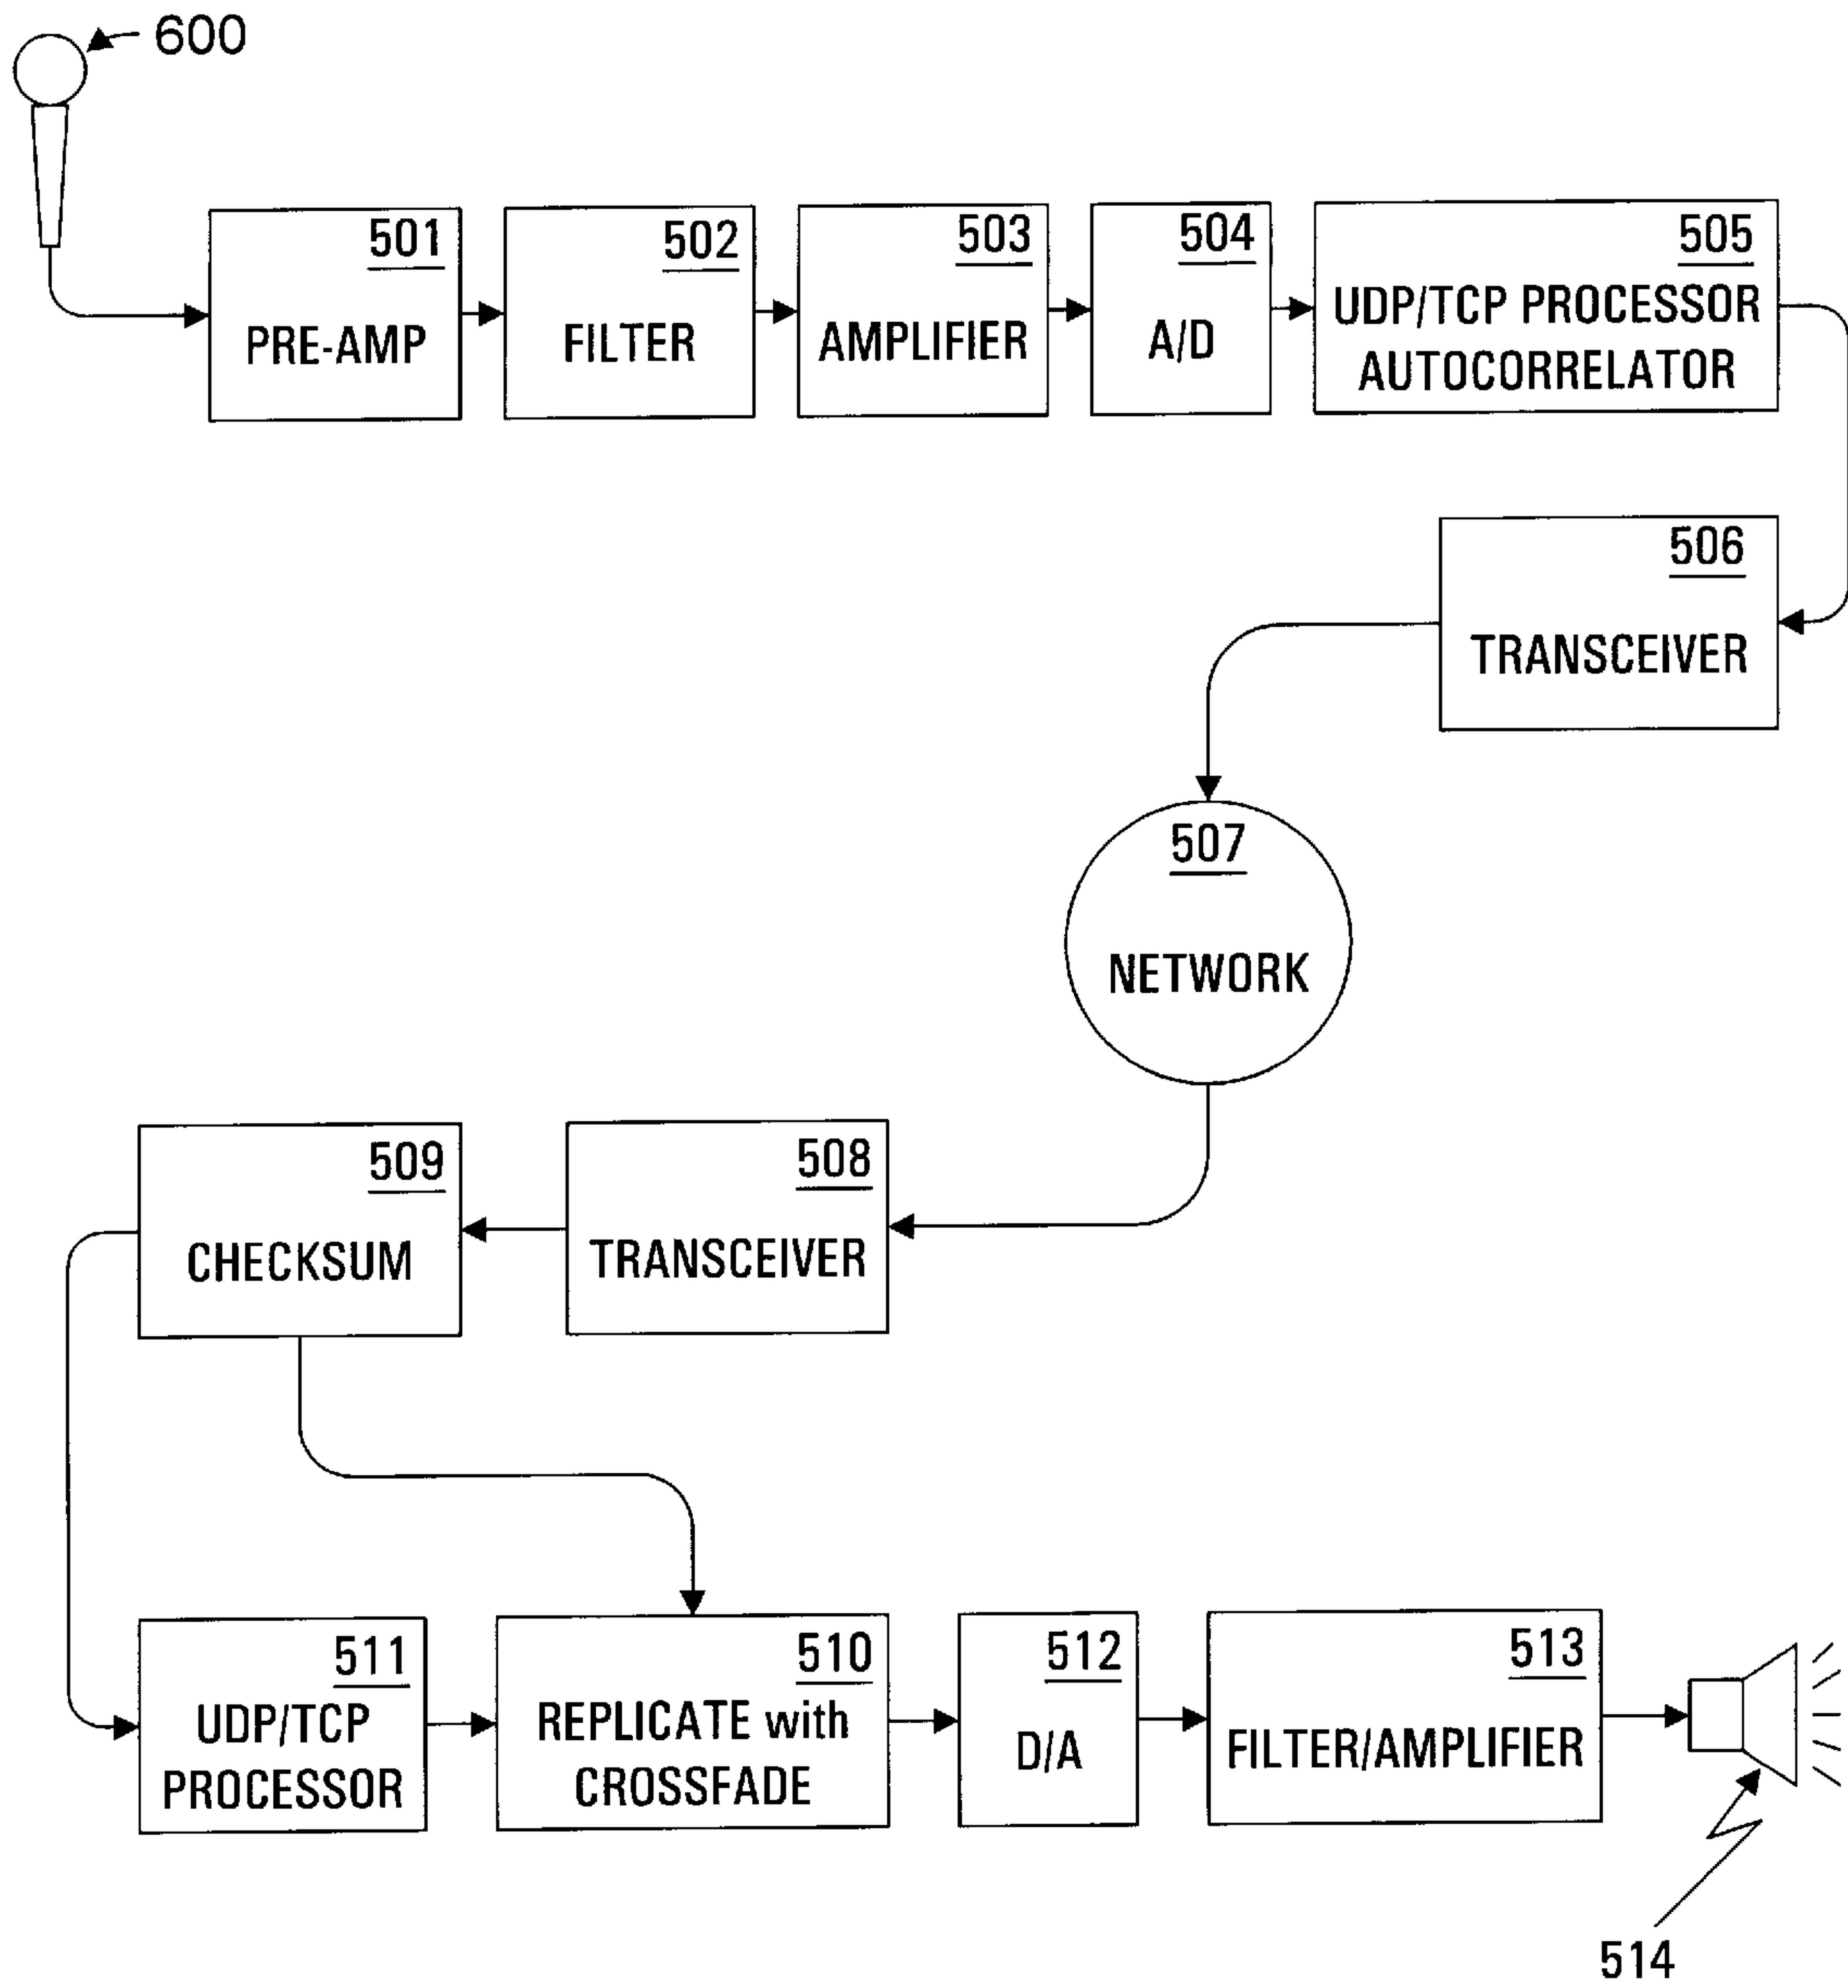 600
501
PRE-AMP
502
FILTER
503
AMPLIFIER
504
A/D
505
UDP/TCP PROCESSOR
AUTOCORRELATOR
506
TRANSCEIVER
507
NETWORK
509
CHECKSUM
508
TRANSCEIVER
511
UDP/TCP
PROCESSOR
510
REPLICATE with
CROSSFADE
512
D/A
513
FILTER/AMPLIFIER
514